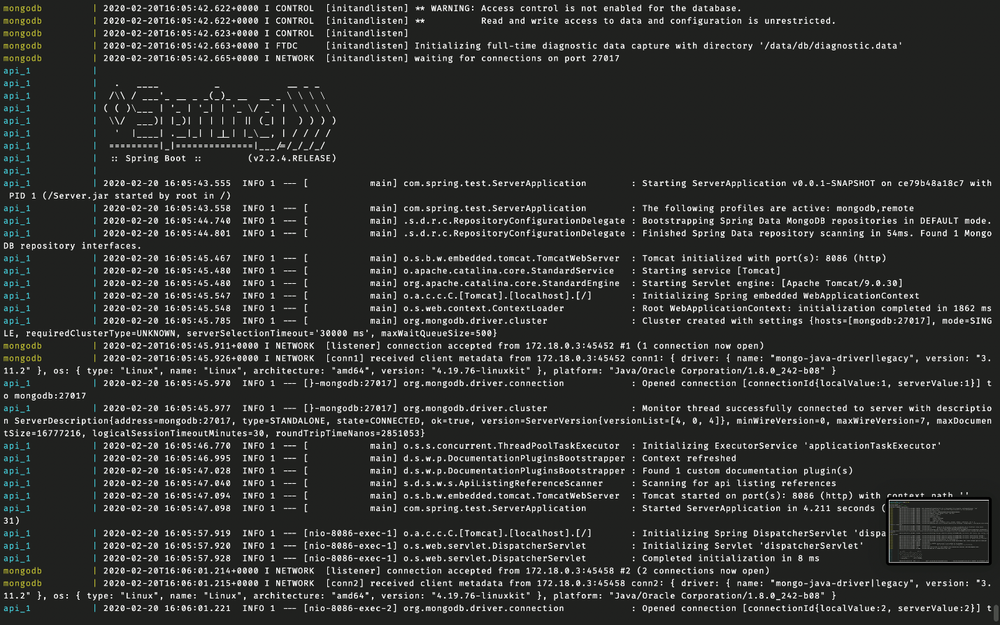 mongodb | 2020-02-20T16:05:42.622+0000 I CONTROL [initandlisten] ** WARNING: Access control is not enabled for the database.
mongodb | 2020-02-20T16:05:42.622+0000 I CONTROL [initandlisten] ** Read and write access to data and configuration is unrestricted.
mongodb | 2020-02-20T16:05:42.623+0000 I CONTROL [initandlisten]
mongodb | 2020-02-20T16:05:42.663+0000 I FTDC [initandlisten] Initializing full-time diagnostic data capture with directory '/data/db/diagnostic.data'
mongodb | 2020-02-20T16:05:42.665+0000 I NETWORK [initandlisten] waiting for connections on port 27017
api_1 |
api_1 |   .   ____          _            __ _ _
api_1 |  /\\ / ___'_ __ _ _(_)_ __  __ _ \ \ \ \
api_1 | ( ( )\___ | '_ | '_| | '_ \/ _` | \ \ \ \
api_1 |  \\/  ___)| |_)| | | | | || (_| |  ) ) ) )
api_1 |   '  |____| .__|_| |_|_| |_\__, | / / / /
api_1 |  =========|_|==============|___/=/_/_/_/
api_1 |  :: Spring Boot ::        (v2.2.4.RELEASE)
api_1 |
api_1 | 2020-02-20 16:05:43.555 INFO 1 --- [ main] com.spring.test.ServerApplication : Starting ServerApplication v0.0.1-SNAPSHOT on ce79b48a18c7 with
PID 1 (/Server.jar started by root in /)
api_1 | 2020-02-20 16:05:43.558 INFO 1 --- [ main] com.spring.test.ServerApplication : The following profiles are active: mongodb,remote
api_1 | 2020-02-20 16:05:44.740 INFO 1 --- [ main] .s.d.r.c.RepositoryConfigurationDelegate : Bootstrapping Spring Data MongoDB repositories in DEFAULT mode.
api_1 | 2020-02-20 16:05:44.801 INFO 1 --- [ main] .s.d.r.c.RepositoryConfigurationDelegate : Finished Spring Data repository scanning in 54ms. Found 1 Mongo
DB repository interfaces.
api_1 | 2020-02-20 16:05:45.467 INFO 1 --- [ main] o.s.b.w.embedded.tomcat.TomcatWebServer : Tomcat initialized with port(s): 8086 (http)
api_1 | 2020-02-20 16:05:45.480 INFO 1 --- [ main] o.apache.catalina.core.StandardService : Starting service [Tomcat]
api_1 | 2020-02-20 16:05:45.480 INFO 1 --- [ main] org.apache.catalina.core.StandardEngine : Starting Servlet engine: [Apache Tomcat/9.0.30]
api_1 | 2020-02-20 16:05:45.547 INFO 1 --- [ main] o.a.c.c.C.[Tomcat].[localhost].[/] : Initializing Spring embedded WebApplicationContext
api_1 | 2020-02-20 16:05:45.548 INFO 1 --- [ main] o.s.web.context.ContextLoader : Root WebApplicationContext: initialization completed in 1862 ms
api_1 | 2020-02-20 16:05:45.785 INFO 1 --- [ main] org.mongodb.driver.cluster : Cluster created with settings {hosts=[mongodb:27017], mode=SING
LE, requiredClusterType=UNKNOWN, serverSelectionTimeout='30000 ms', maxWaitQueueSize=500}
mongodb | 2020-02-20T16:05:45.911+0000 I NETWORK [listener] connection accepted from 172.18.0.3:45452 #1 (1 connection now open)
mongodb | 2020-02-20T16:05:45.926+0000 I NETWORK [conn1] received client metadata from 172.18.0.3:45452 conn1: { driver: { name: "mongo-java-driver|legacy", version: "3.
11.2" }, os: { type: "Linux", name: "Linux", architecture: "amd64", version: "4.19.76-linuxkit" }, platform: "Java/Oracle Corporation/1.8.0_242-b08" }
api_1 | 2020-02-20 16:05:45.970 INFO 1 --- [}-mongodb:27017] org.mongodb.driver.connection : Opened connection [connectionId{localValue:1, serverValue:1}] t
o mongodb:27017
api_1 | 2020-02-20 16:05:45.977 INFO 1 --- [}-mongodb:27017] org.mongodb.driver.cluster : Monitor thread successfully connected to server with descriptio
n ServerDescription{address=mongodb:27017, type=STANDALONE, state=CONNECTED, ok=true, version=ServerVersion{versionList=[4, 0, 4]}, minWireVersion=0, maxWireVersion=7, maxDocumen
tSize=16777216, logicalSessionTimeoutMinutes=30, roundTripTimeNanos=2851053}
api_1 | 2020-02-20 16:05:46.770 INFO 1 --- [ main] o.s.s.concurrent.ThreadPoolTaskExecutor : Initializing ExecutorService 'applicationTaskExecutor'
api_1 | 2020-02-20 16:05:46.995 INFO 1 --- [ main] d.s.w.p.DocumentationPluginsBootstrapper : Context refreshed
api_1 | 2020-02-20 16:05:47.028 INFO 1 --- [ main] d.s.w.p.DocumentationPluginsBootstrapper : Found 1 custom documentation plugin(s)
api_1 | 2020-02-20 16:05:47.040 INFO 1 --- [ main] s.d.s.w.s.ApiListingReferenceScanner : Scanning for api listing references
api_1 | 2020-02-20 16:05:47.094 INFO 1 --- [ main] o.s.b.w.embedded.tomcat.TomcatWebServer : Tomcat started on port(s): 8086 (http) with context path ''
api_1 | 2020-02-20 16:05:47.098 INFO 1 --- [ main] com.spring.test.ServerApplication : Started ServerApplication in 4.211 seconds (
31)
api_1 | 2020-02-20 16:05:57.919 INFO 1 --- [nio-8086-exec-1] o.a.c.c.C.[Tomcat].[localhost].[/] : Initializing Spring DispatcherServlet 'dispa
api_1 | 2020-02-20 16:05:57.920 INFO 1 --- [nio-8086-exec-1] o.s.web.servlet.DispatcherServlet : Initializing Servlet 'dispatcherServlet'
api_1 | 2020-02-20 16:05:57.928 INFO 1 --- [nio-8086-exec-1] o.s.web.servlet.DispatcherServlet : Completed initialization in 8 ms
mongodb | 2020-02-20T16:06:01.214+0000 I NETWORK [listener] connection accepted from 172.18.0.3:45458 #2 (2 connections now open)
mongodb | 2020-02-20T16:06:01.215+0000 I NETWORK [conn2] received client metadata from 172.18.0.3:45458 conn2: { driver: { name: "mongo-java-driver|legacy", version: "3.
11.2" }, os: { type: "Linux", name: "Linux", architecture: "amd64", version: "4.19.76-linuxkit" }, platform: "Java/Oracle Corporation/1.8.0_242-b08" }
api_1 | 2020-02-20 16:06:01.221 INFO 1 --- [nio-8086-exec-2] org.mongodb.driver.connection : Opened connection [connectionId{localValue:2, serverValue:2}] t